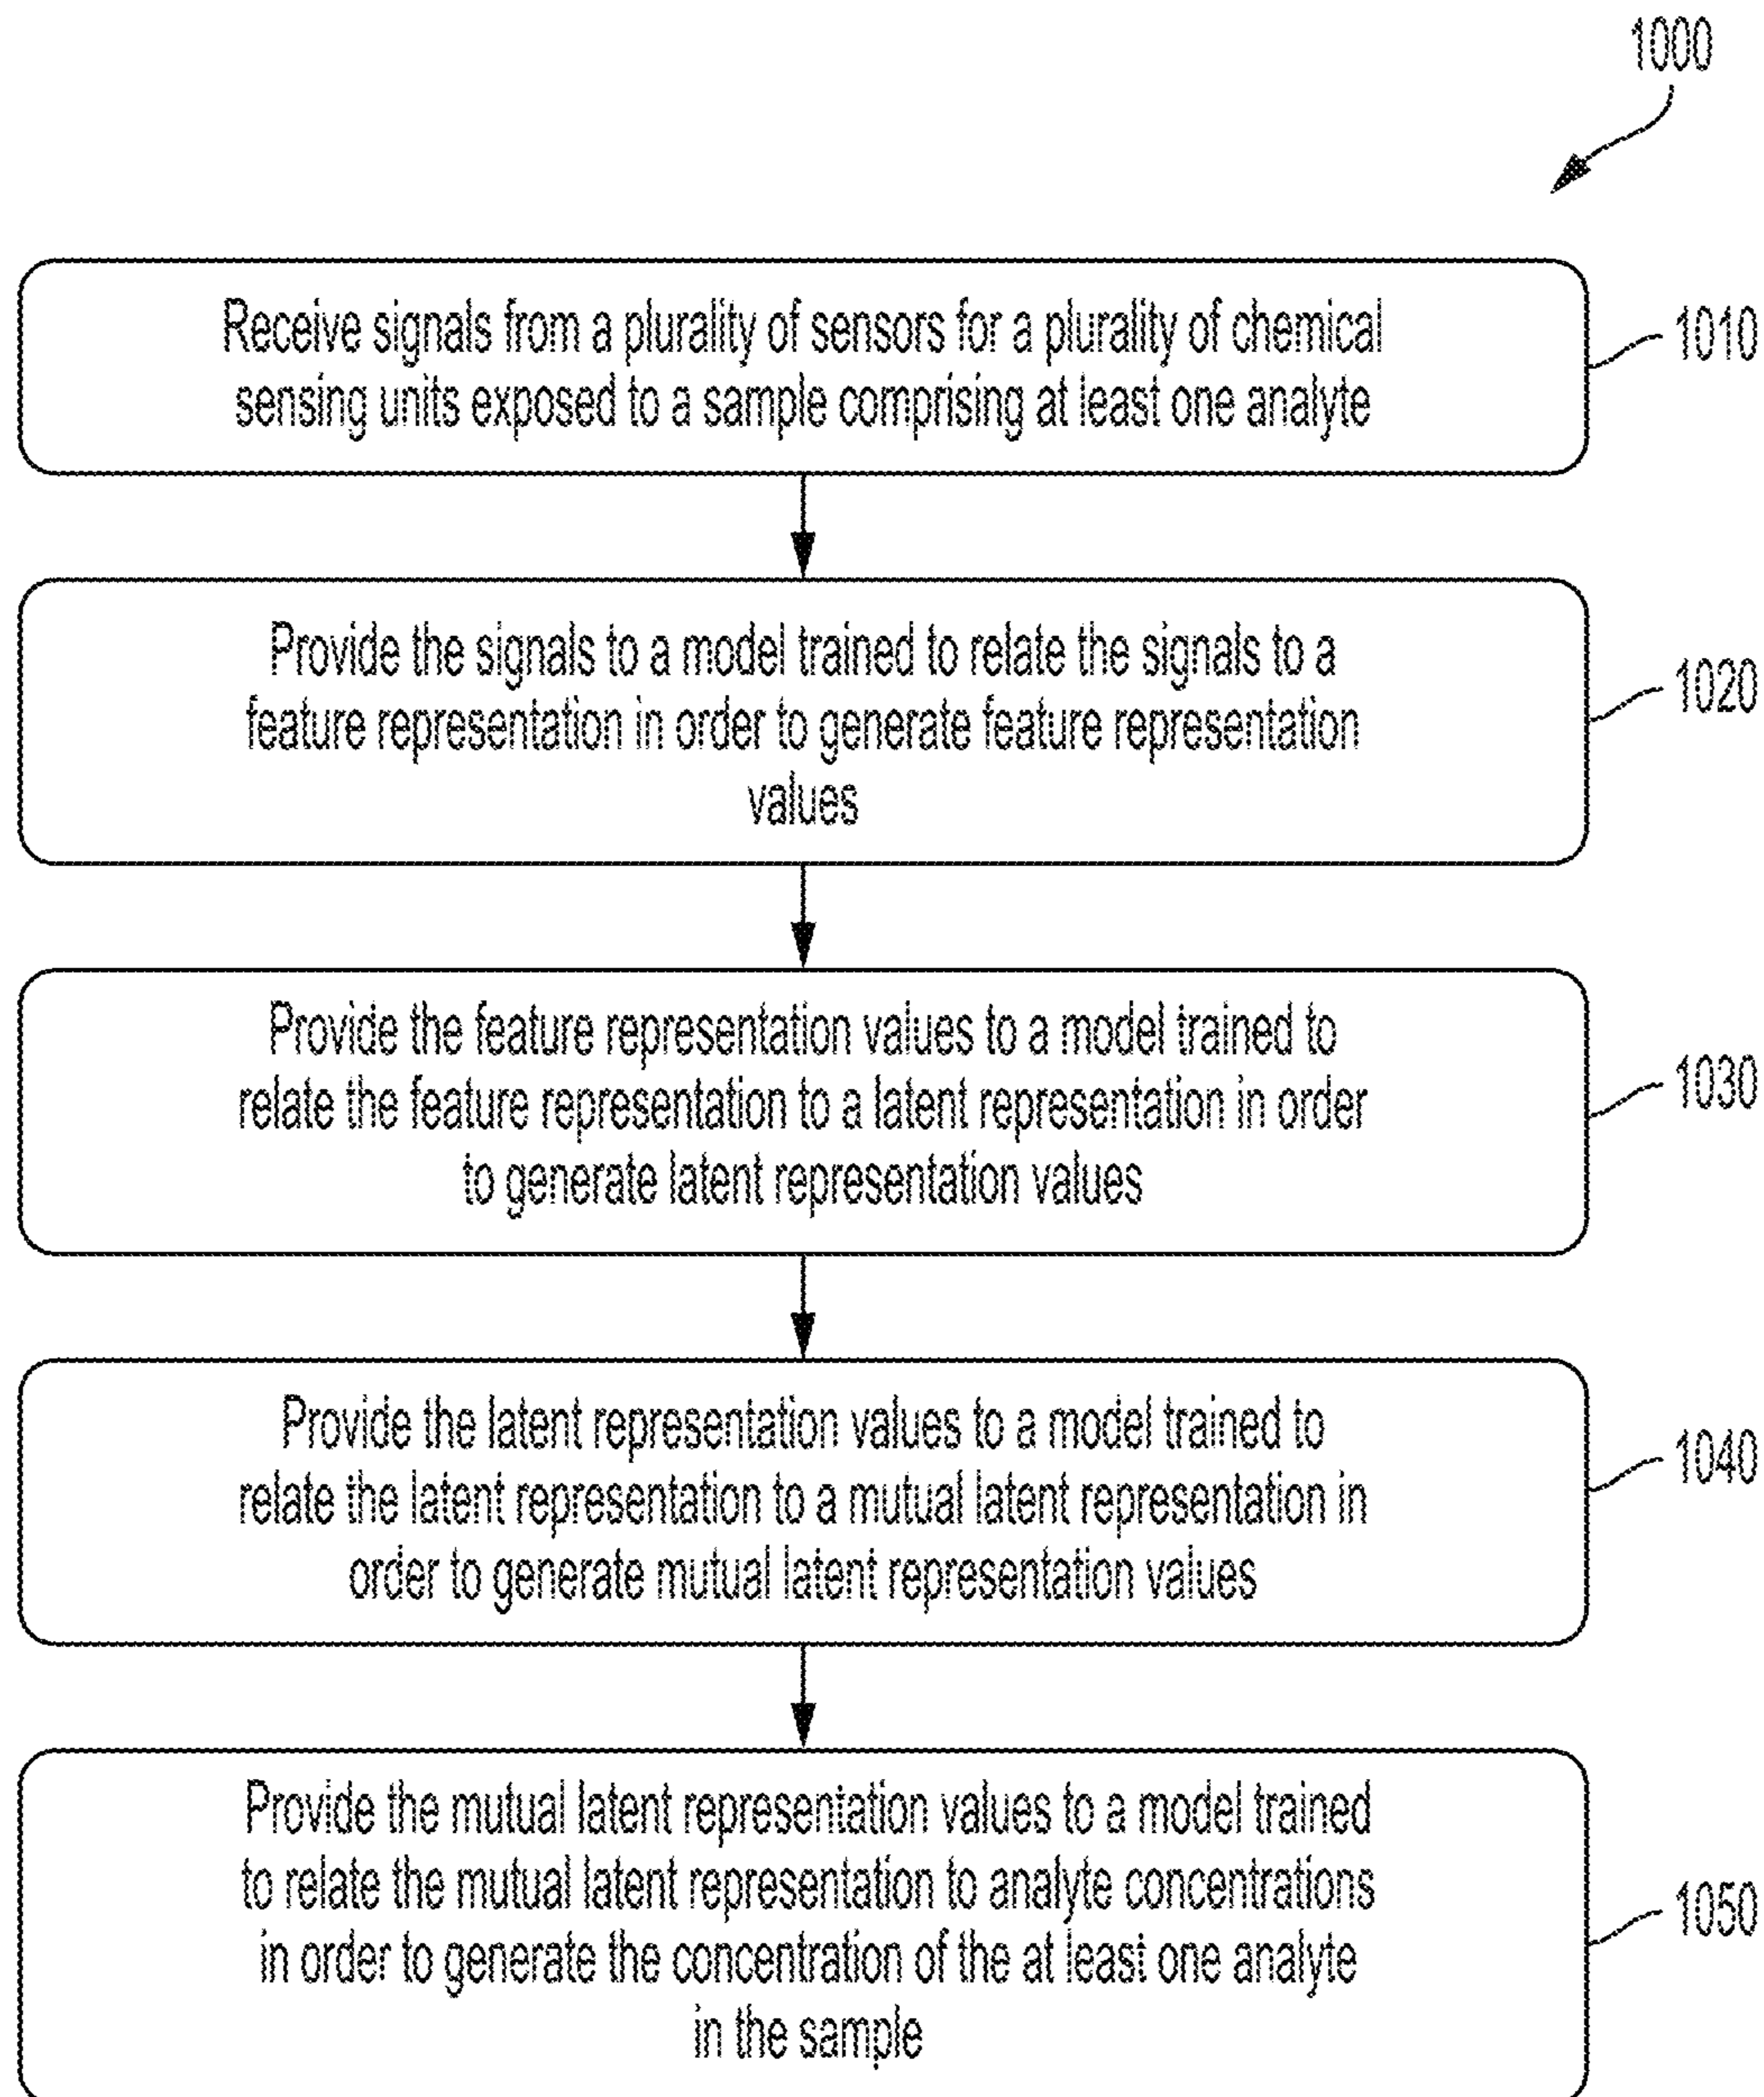 1000
Receive signals from a plurality of sensors for a plurality of chemical
sensing units exposed to a sample comprising at least one analyte
1010
Provide the signals to a model trained to relate the signals to a
feature representation in order to generate feature representation
values
1020
Provide the feature representation values to a model trained to
relate the feature representation to a latent representation in order
to generate latent representation values
1030
Provide the latent representation values to a model trained to
relate the latent representation to a mutual latent representation in
order to generate mutual latent representation values
1040
Provide the mutual latent representation values to a model trained
to relate the mutual latent representation to analyte concentrations
in order to generate the concentration of the at least one analyte
in the sample
1050